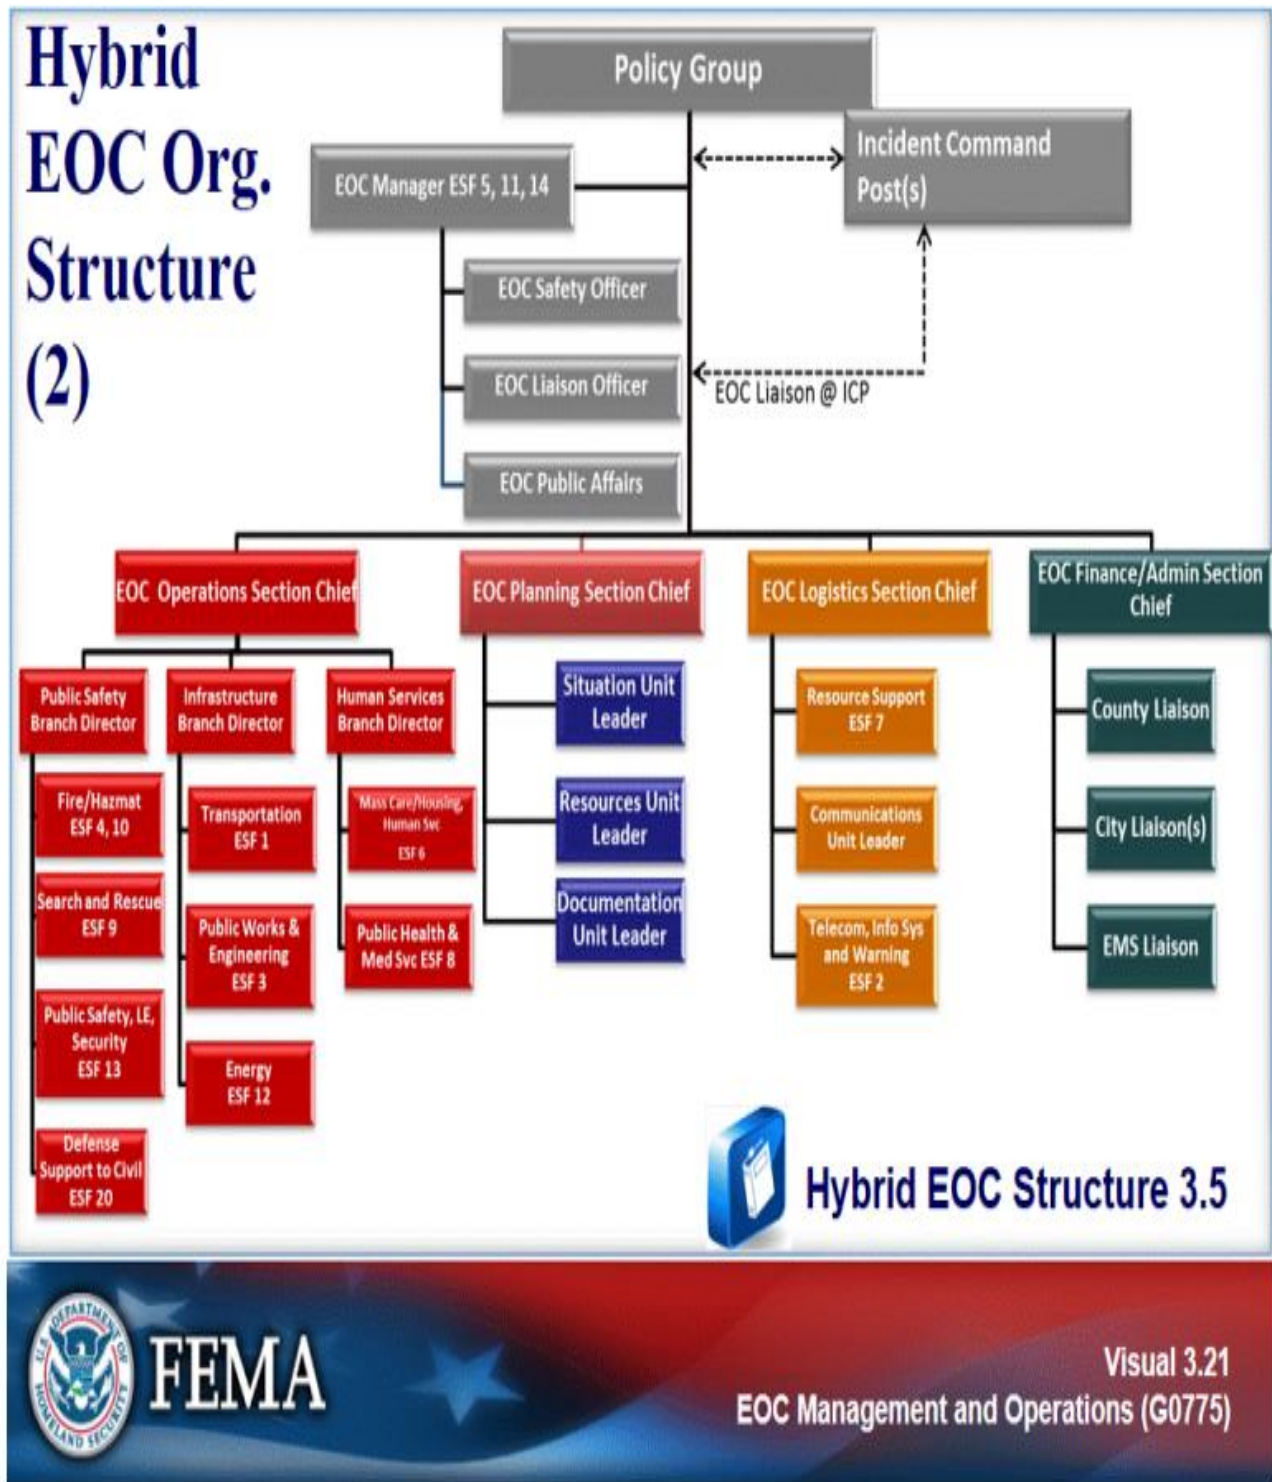 Hybrid
EOC Org.
Structure
(2)
Policy Group
Incident Command
Post(s)
EOC Manager ESF 5, 11, 14
EOC Safety Officer
EOC Liaison Officer
EOC Liaison @ ICP
EOC Public Affairs
EOC Operations Section Chief
EOC Planning Section Chief
EOC Logistics Section Chief
EOC Finance/Admin Section
Chief
Public Safety
Branch Director
Infrastructure
Branch Director
Human Services
Branch Director
Fire/Hazmat
ESF 4, 10
Search and Rescue
ESF 9
Public Safety, LE,
Security
ESF 13
Defense
Support to Civil
ESF 20
Transportation
ESF 1
Public Works &
Engineering
ESF 3
Energy
ESF 12
Mass Care/Housing,
Human Svc
ESF 6
Public Health &
Med Svc ESF 8
Situation Unit
Leader
Resources Unit
Leader
Documentation
Unit Leader
Resource Support
ESF 7
Communications
Unit Leader
Telecom, Info Sys
and Warning
ESF 2
County Liaison
City Liaison(s)
EMS Liaison
Hybrid EOC Structure 3.5
U.S. DEPARTMENT OF
HOMELAND SECURITY
FEMA
Visual 3.21
EOC Management and Operations (G0775)